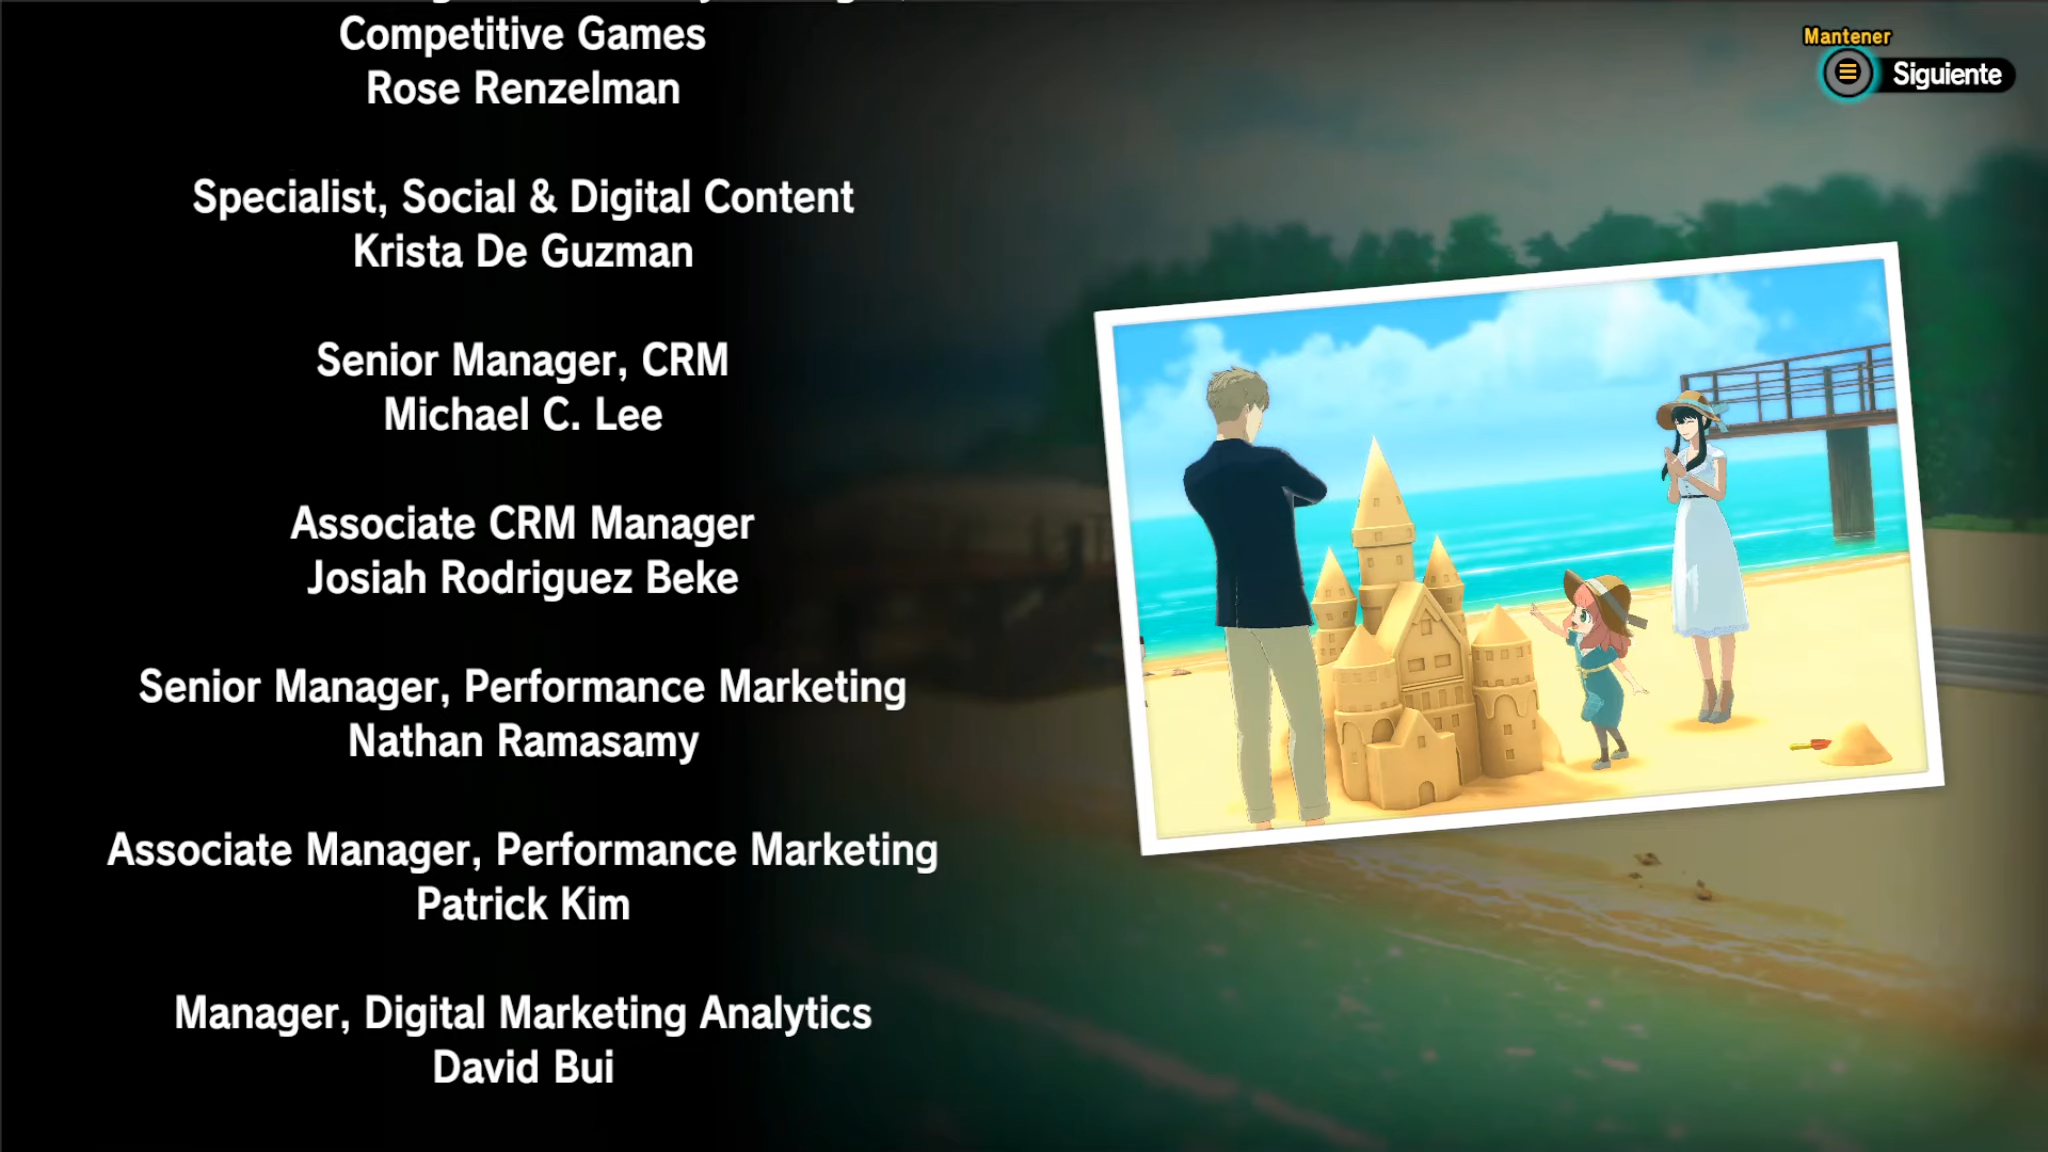 Competitive Games
Rose Renzelman
Specialist, Social & Digital Content
Krista De Guzman
Senior Manager, CRM
Michael C. Lee
Associate CRM Manager
Josiah Rodriguez Beke
Senior Manager, Performance Marketing
Nathan Ramasamy
Associate Manager, Performance Marketing
Patrick Kim
Manager, Digital Marketing Analytics
David Bui
Mantener
Siguiente